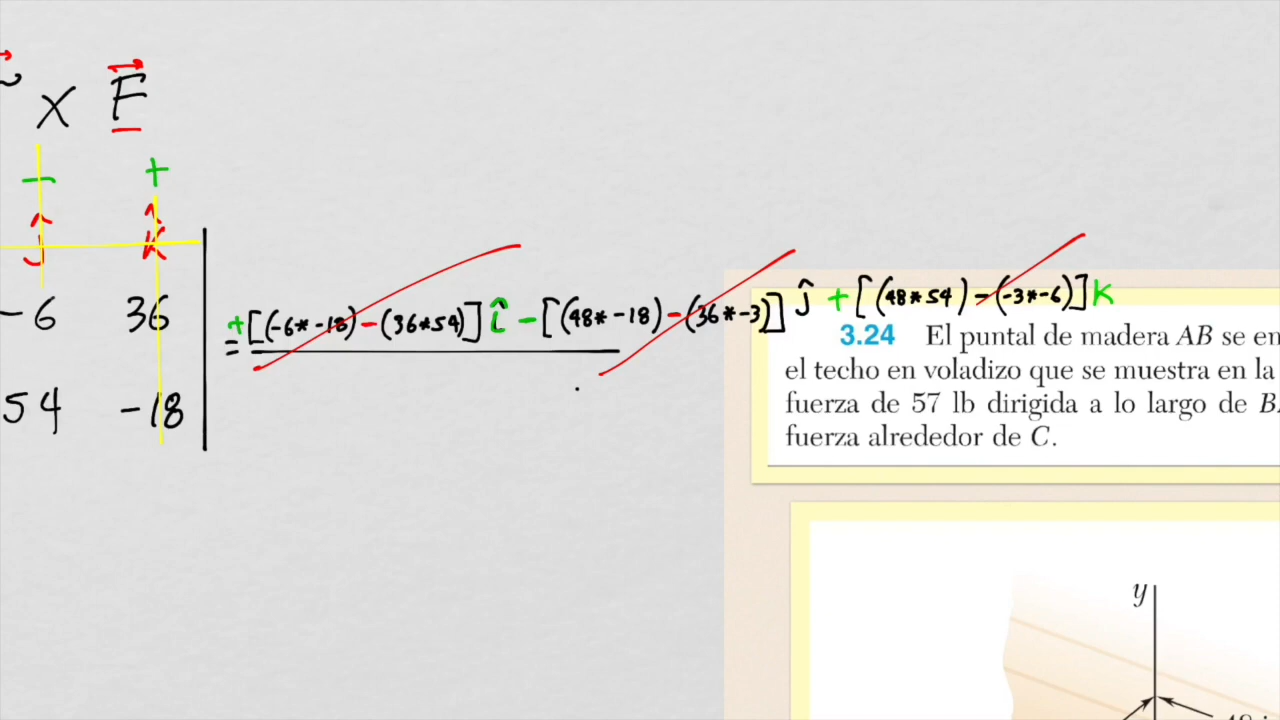 X F
- +
ĵ k̂
-6 36
54 -18
= +[(-6*-18)-(36*54)] î -[(48*-18)-(36*-3)] ĵ +[(48*54)-(-3*-6)]K
3.24 El puntal de madera AB se en
el techo en voladizo que se muestra en la
fuerza de 57 lb dirigida a lo largo de B
fuerza alrededor de C.
y